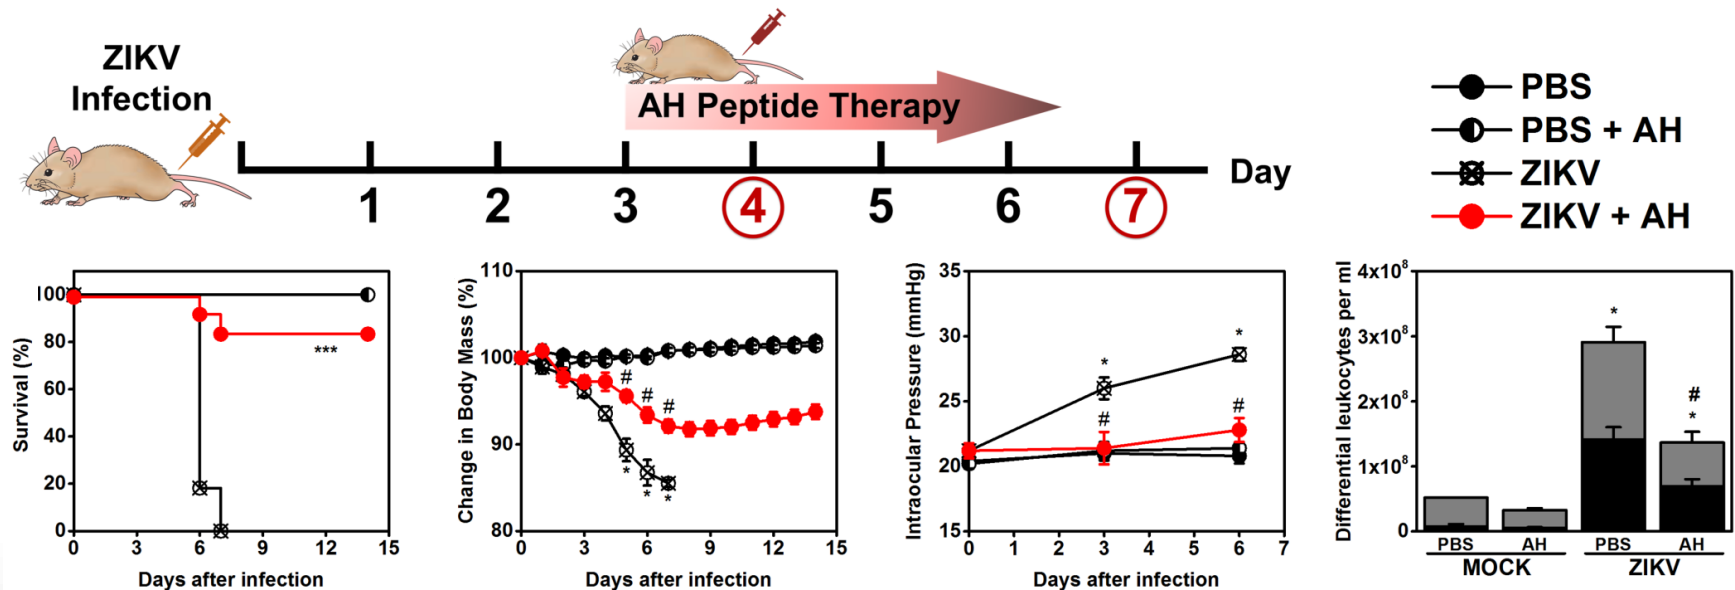 ZIKV
Infection
AH Peptide Therapy
1 2 3 4 5 6 7
Day
PBS
PBS + AH
ZIKV
ZIKV + AH
Survival (%)
100
80
60
40
20
0
***
0 3 6 9 12 15
Days after infection
Change in Body Mass (%)
110
100
90
80
# # #
* * *
0 3 6 9 12 15
Days after infection
Intraocular Pressure (mmHg)
35
30
25
20
15
* *
# #
0 1 2 3 4 5 6 7
Days after infection
Differential leukocytes per ml
4x10⁸
3x10⁸
2x10⁸
1x10⁸
0
*
#
*
PBS AH PBS AH
MOCK ZIKV